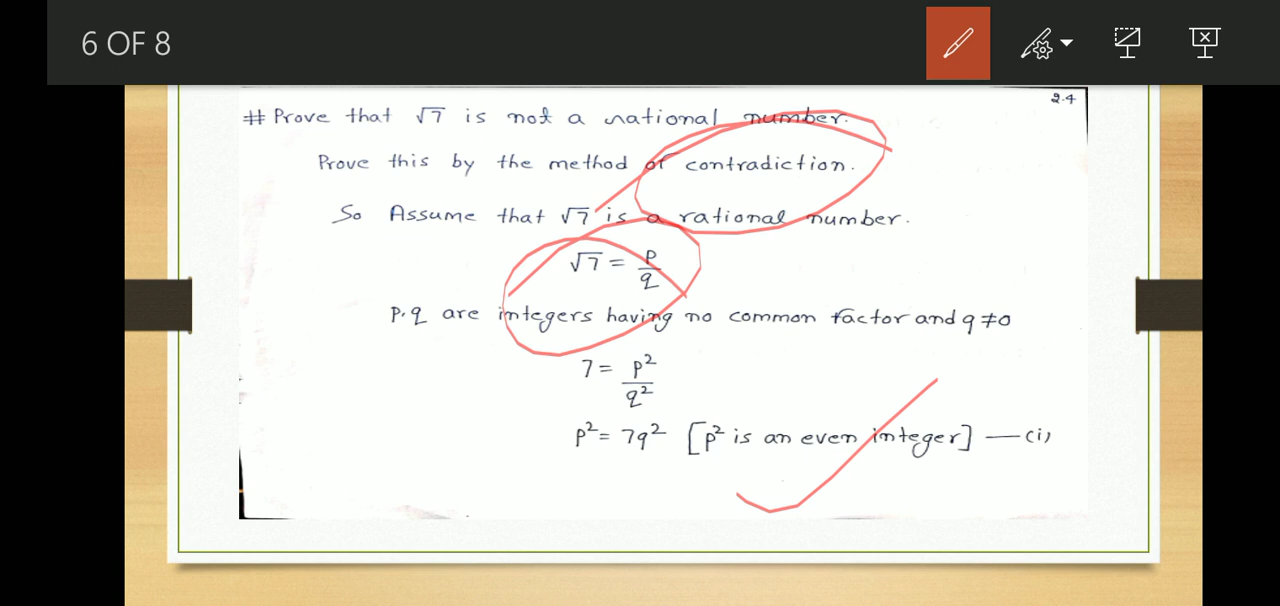 6 OF 8
2.4
# Prove that √7 is not a rational number.
Prove this by the method of contradiction.
So Assume that √7 is a rational number.
√7 = p/q
p.q are integers having no common factor and q ≠ 0
7 = p²/q²
p² = 7q² [p² is an even integer] — (i)